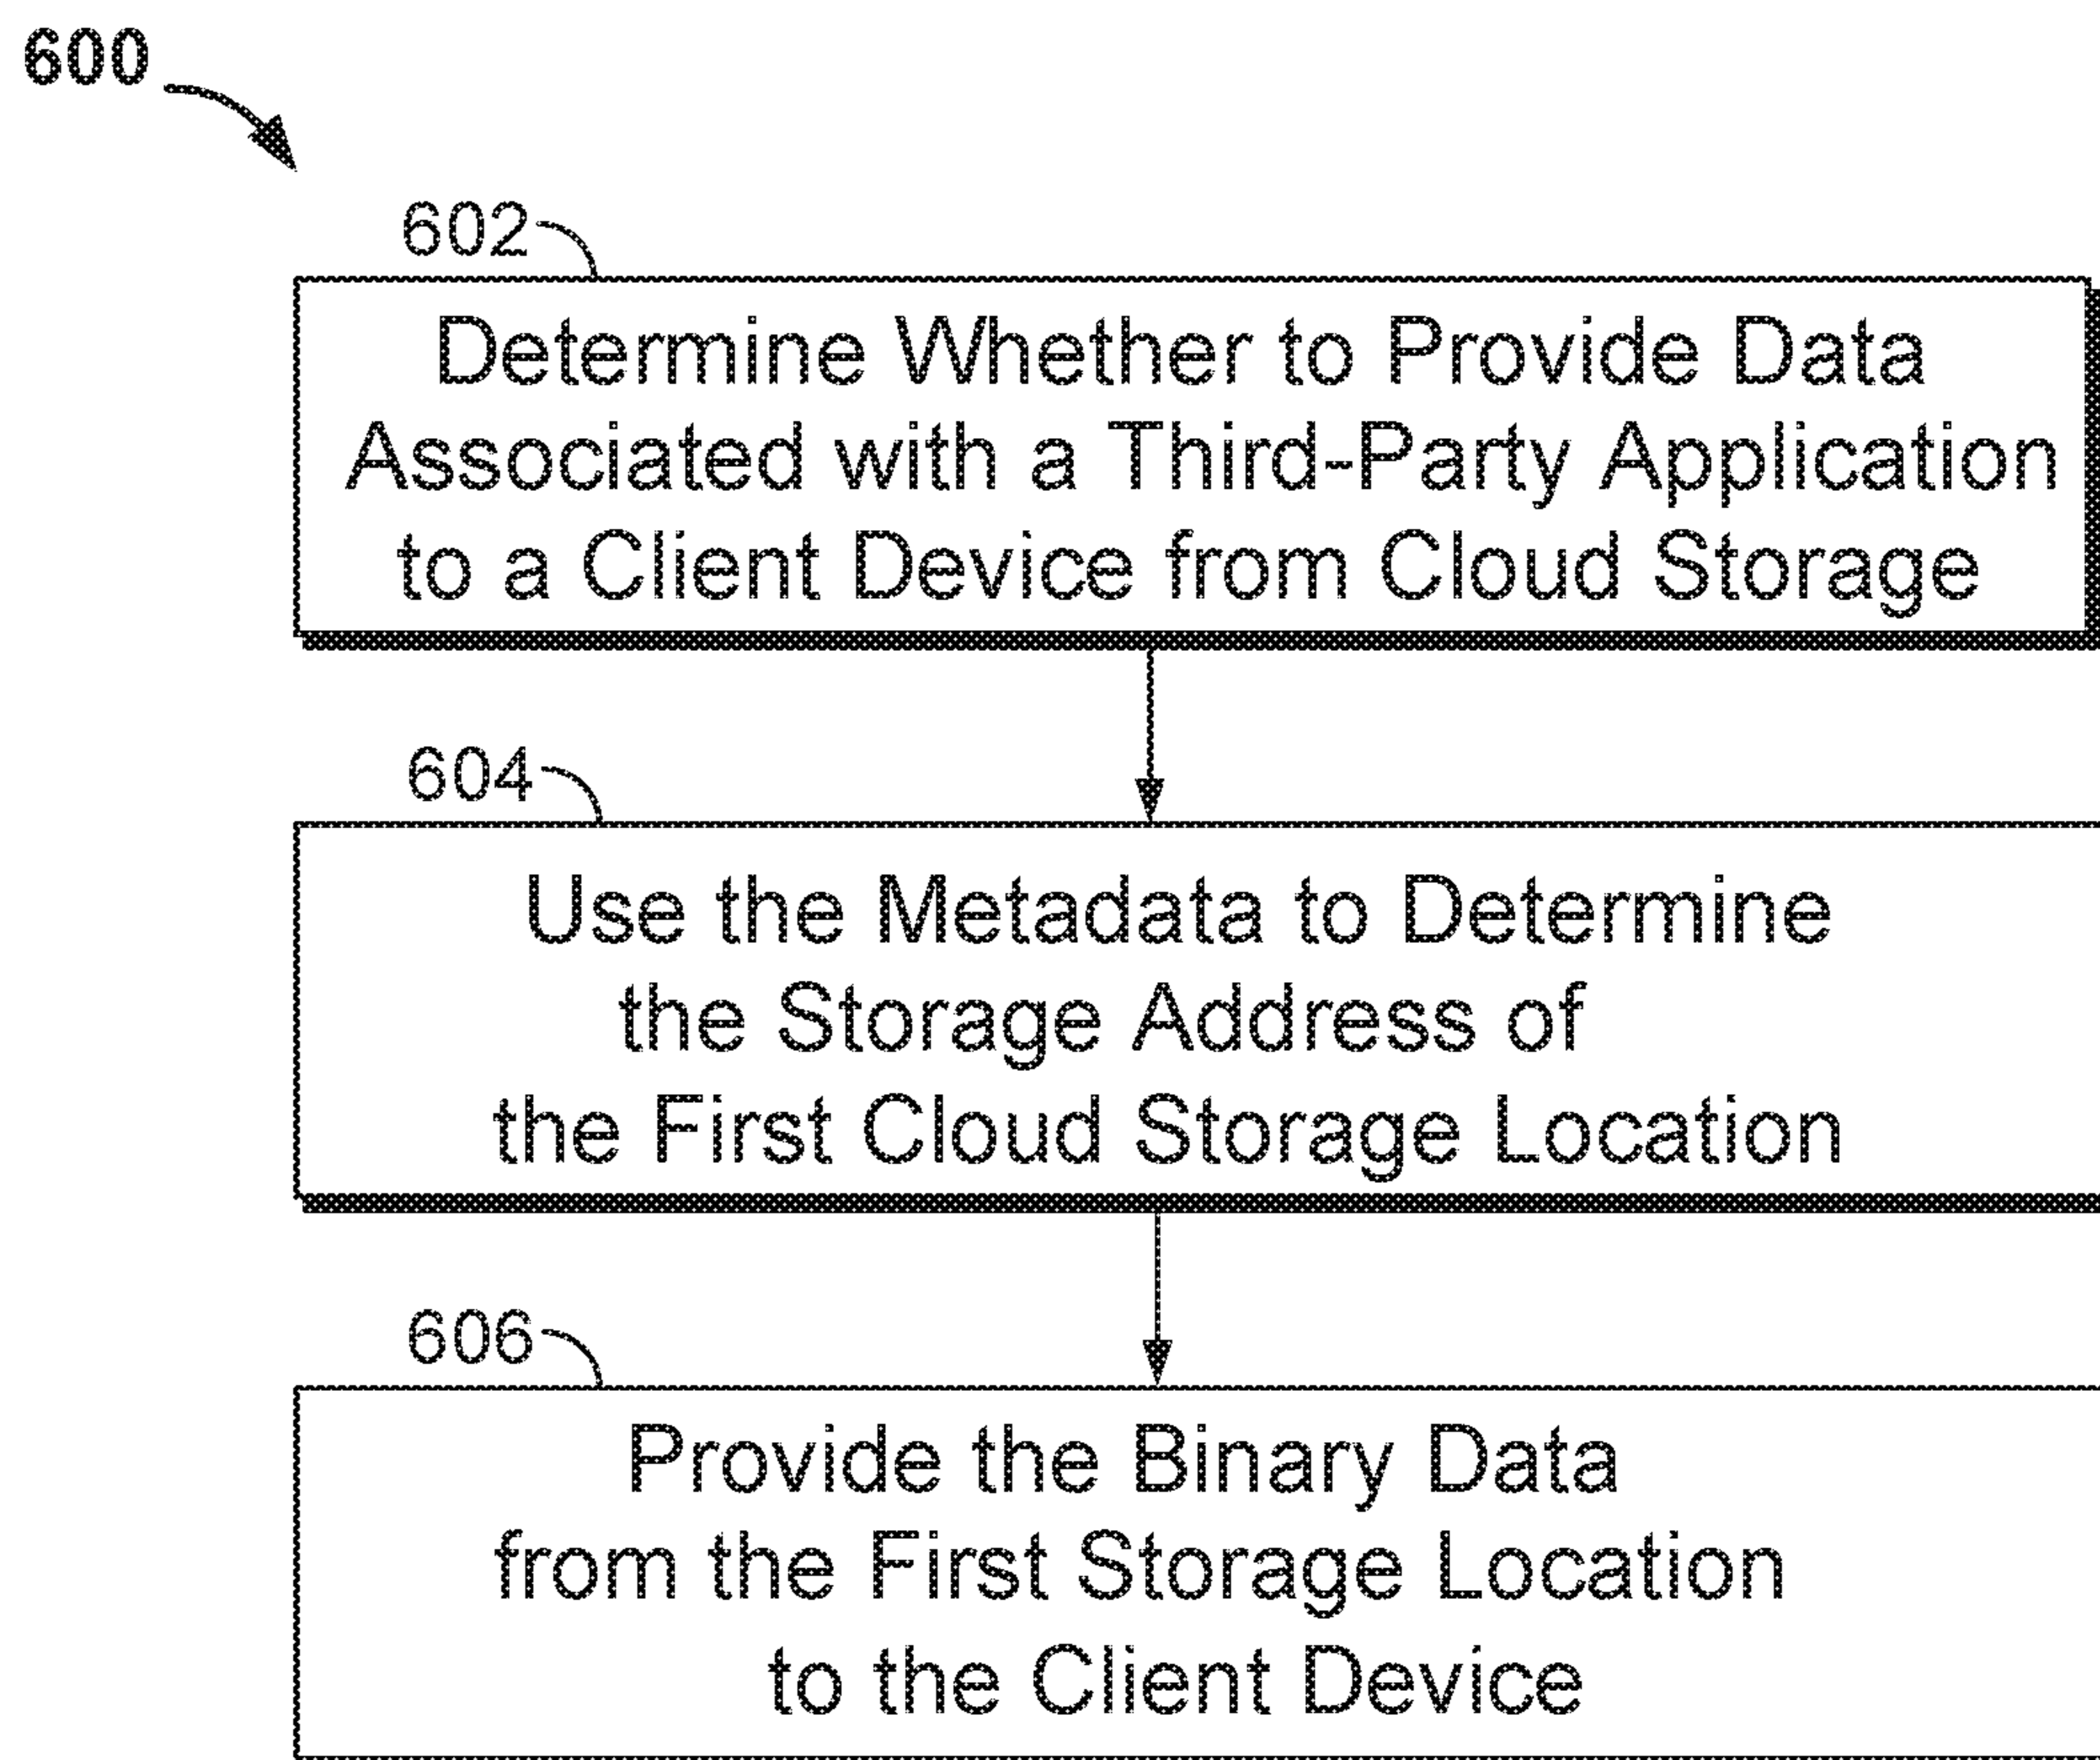 600
602
Determine Whether to Provide Data
Associated with a Third-Party Application
to a Client Device from Cloud Storage
604
Use the Metadata to Determine
the Storage Address of
the First Cloud Storage Location
606
Provide the Binary Data
from the First Storage Location
to the Client Device